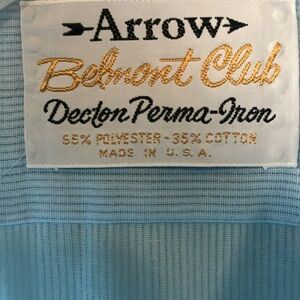 Arrow
Belmont Club
Decton Perma-Iron
65% POLYESTER - 35% COTTON
MADE IN U.S.A.